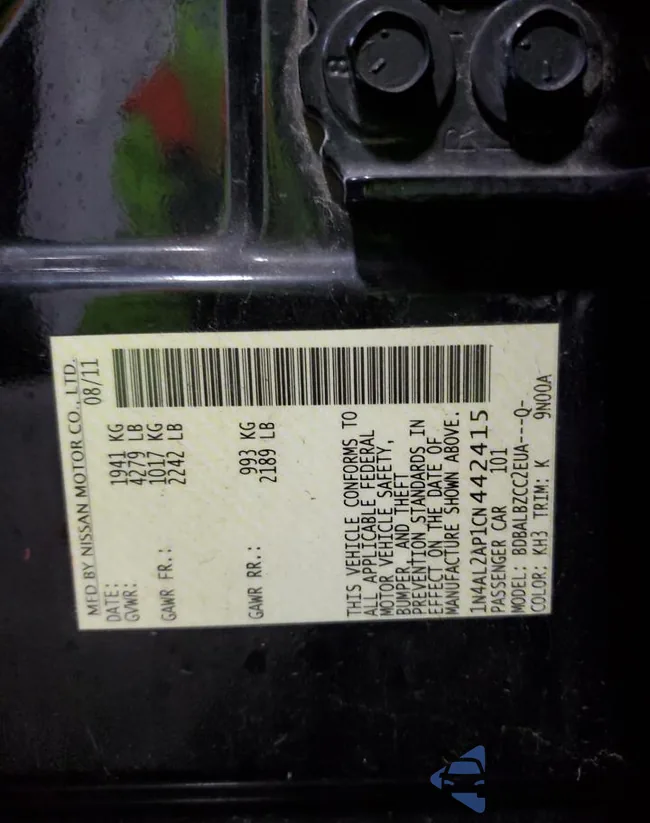 MFD BY NISSAN MOTOR CO., LTD.
DATE: 08/11
GVWR: 1941 KG
4279 LB
GAWR FR.: 1017 KG
2242 LB
GAWR RR.: 993 KG
2189 LB
THIS VEHICLE CONFORMS TO
ALL APPLICABLE FEDERAL
MOTOR VEHICLE SAFETY,
BUMPER, AND THEFT
PREVENTION STANDARDS IN
EFFECT ON THE DATE OF
MANUFACTURE SHOWN ABOVE.
1N4AL2AP1CN442415
PASSENGER CAR 101
MODEL: BDBALBZCC2EUA---Q-
COLOR: KH3 TRIM: K 9N00A
8
R